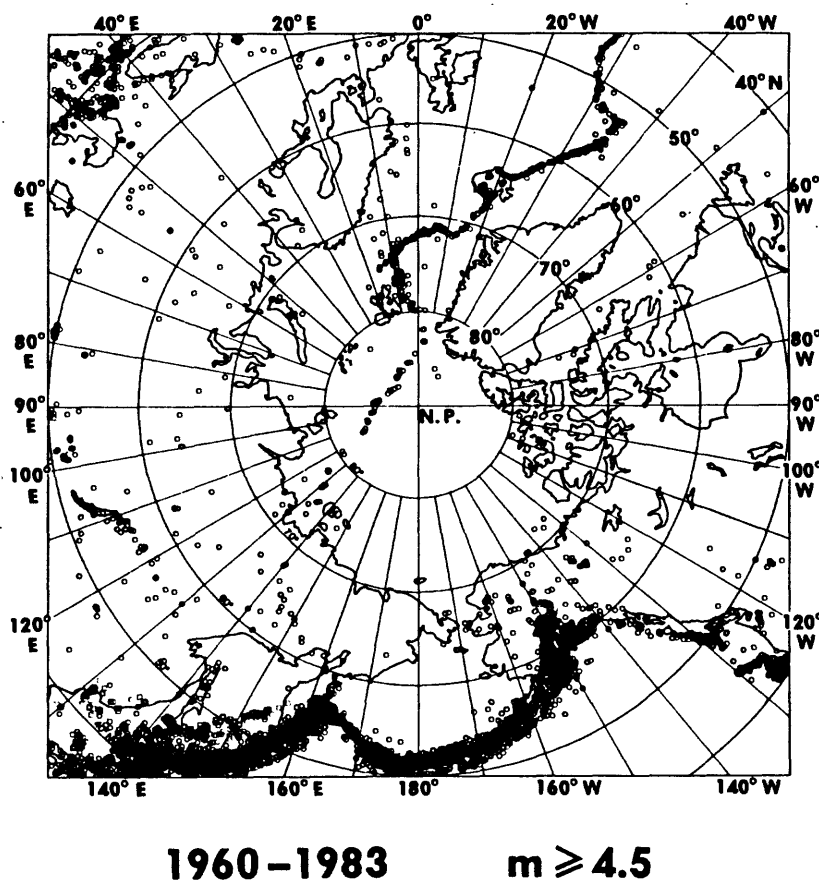 40° E 20° E 0° 20° W 40° W
40° N
50°
60° E
60° W
60°
70°
80°
80° E
80° W
90° E
N.P.
90° W
100° E
100° W
120° E
120° W
140° E 160° E 180° 160° W 140° W
1960–1983 m ⩾ 4.5